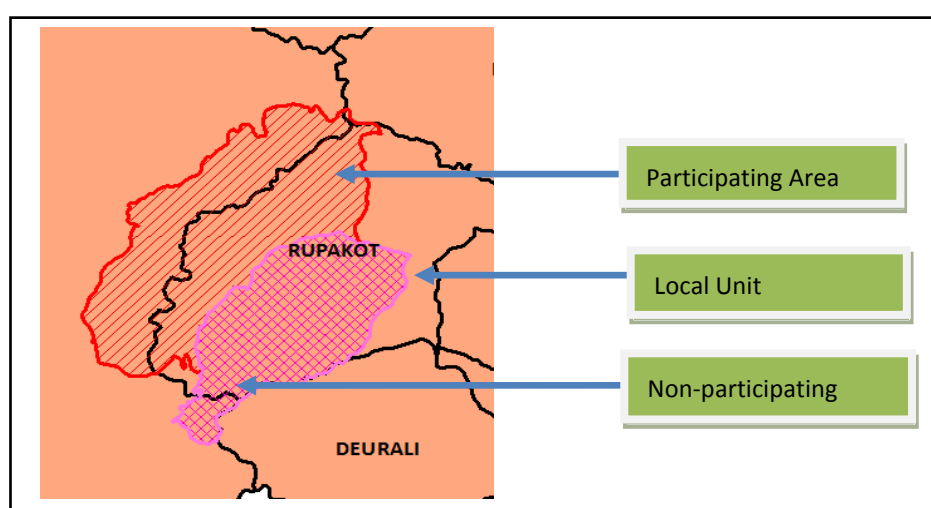 Participating Area
RUPAKOT
Local Unit
Non-participating
DEURALI